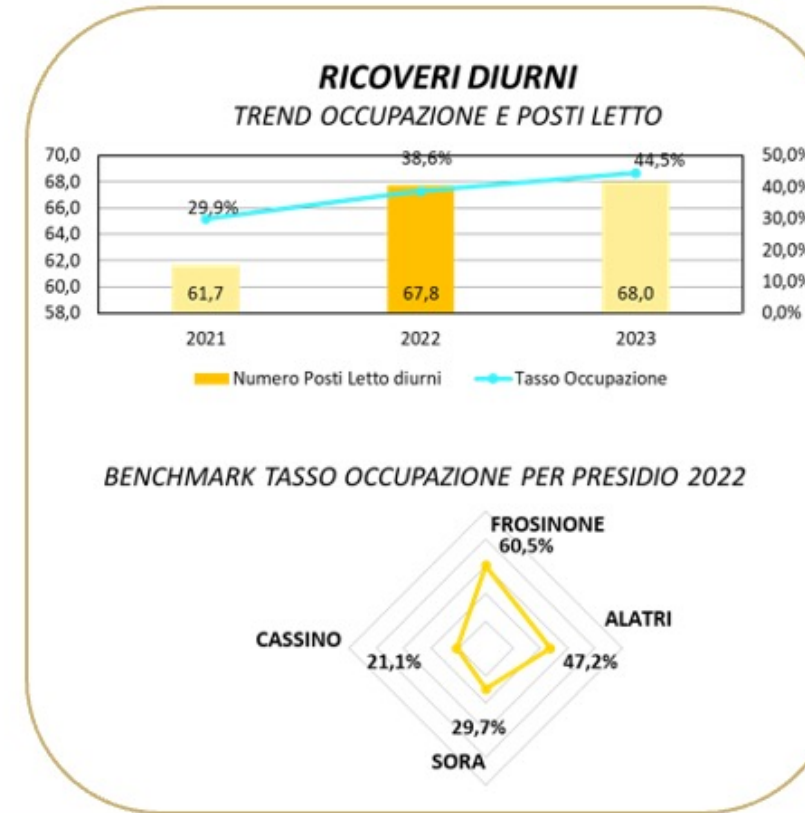 RICOVERI DIURNI
TREND OCCUPAZIONE E POSTI LETTO
70,0
68,0
66,0
64,0
62,0
60,0
58,0
29,9%
38,6%
44,5%
61,7
67,8
68,0
50,0%
40,0%
30,0%
20,0%
10,0%
0,0%
2021 2022 2023
Numero Posti Letto diurni Tasso Occupazione
BENCHMARK TASSO OCCUPAZIONE PER PRESIDIO 2022
FROSINONE
60,5%
ALATRI
47,2%
CASSINO
21,1%
29,7%
SORA